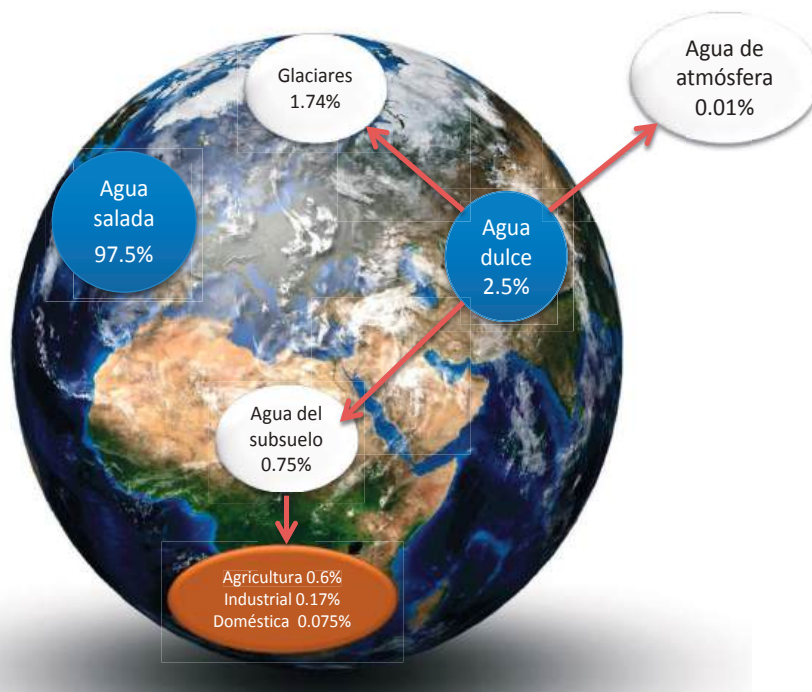 Glaciares
1.74%
Agua de
atmósfera
0.01%
Agua
salada
97.5%
Agua
dulce
2.5%
Agua del
subsuelo
0.75%
Agricultura 0.6%
Industrial 0.17%
Doméstica 0.075%